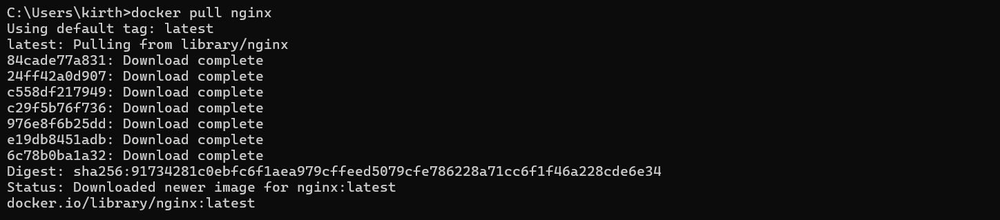 C:\Users\kirth>docker pull nginx
Using default tag: latest
latest: Pulling from library/nginx
84cade77a831: Download complete
24ff42a0d907: Download complete
c558df217949: Download complete
c29f5b76f736: Download complete
976e8f6b25dd: Download complete
e19db8451adb: Download complete
6c78b0ba1a32: Download complete
Digest: sha256:91734281c0ebfc6f1aea979cffeed5079cfe786228a71cc6f1f46a228cde6e34
Status: Downloaded newer image for nginx:latest
docker.io/library/nginx:latest